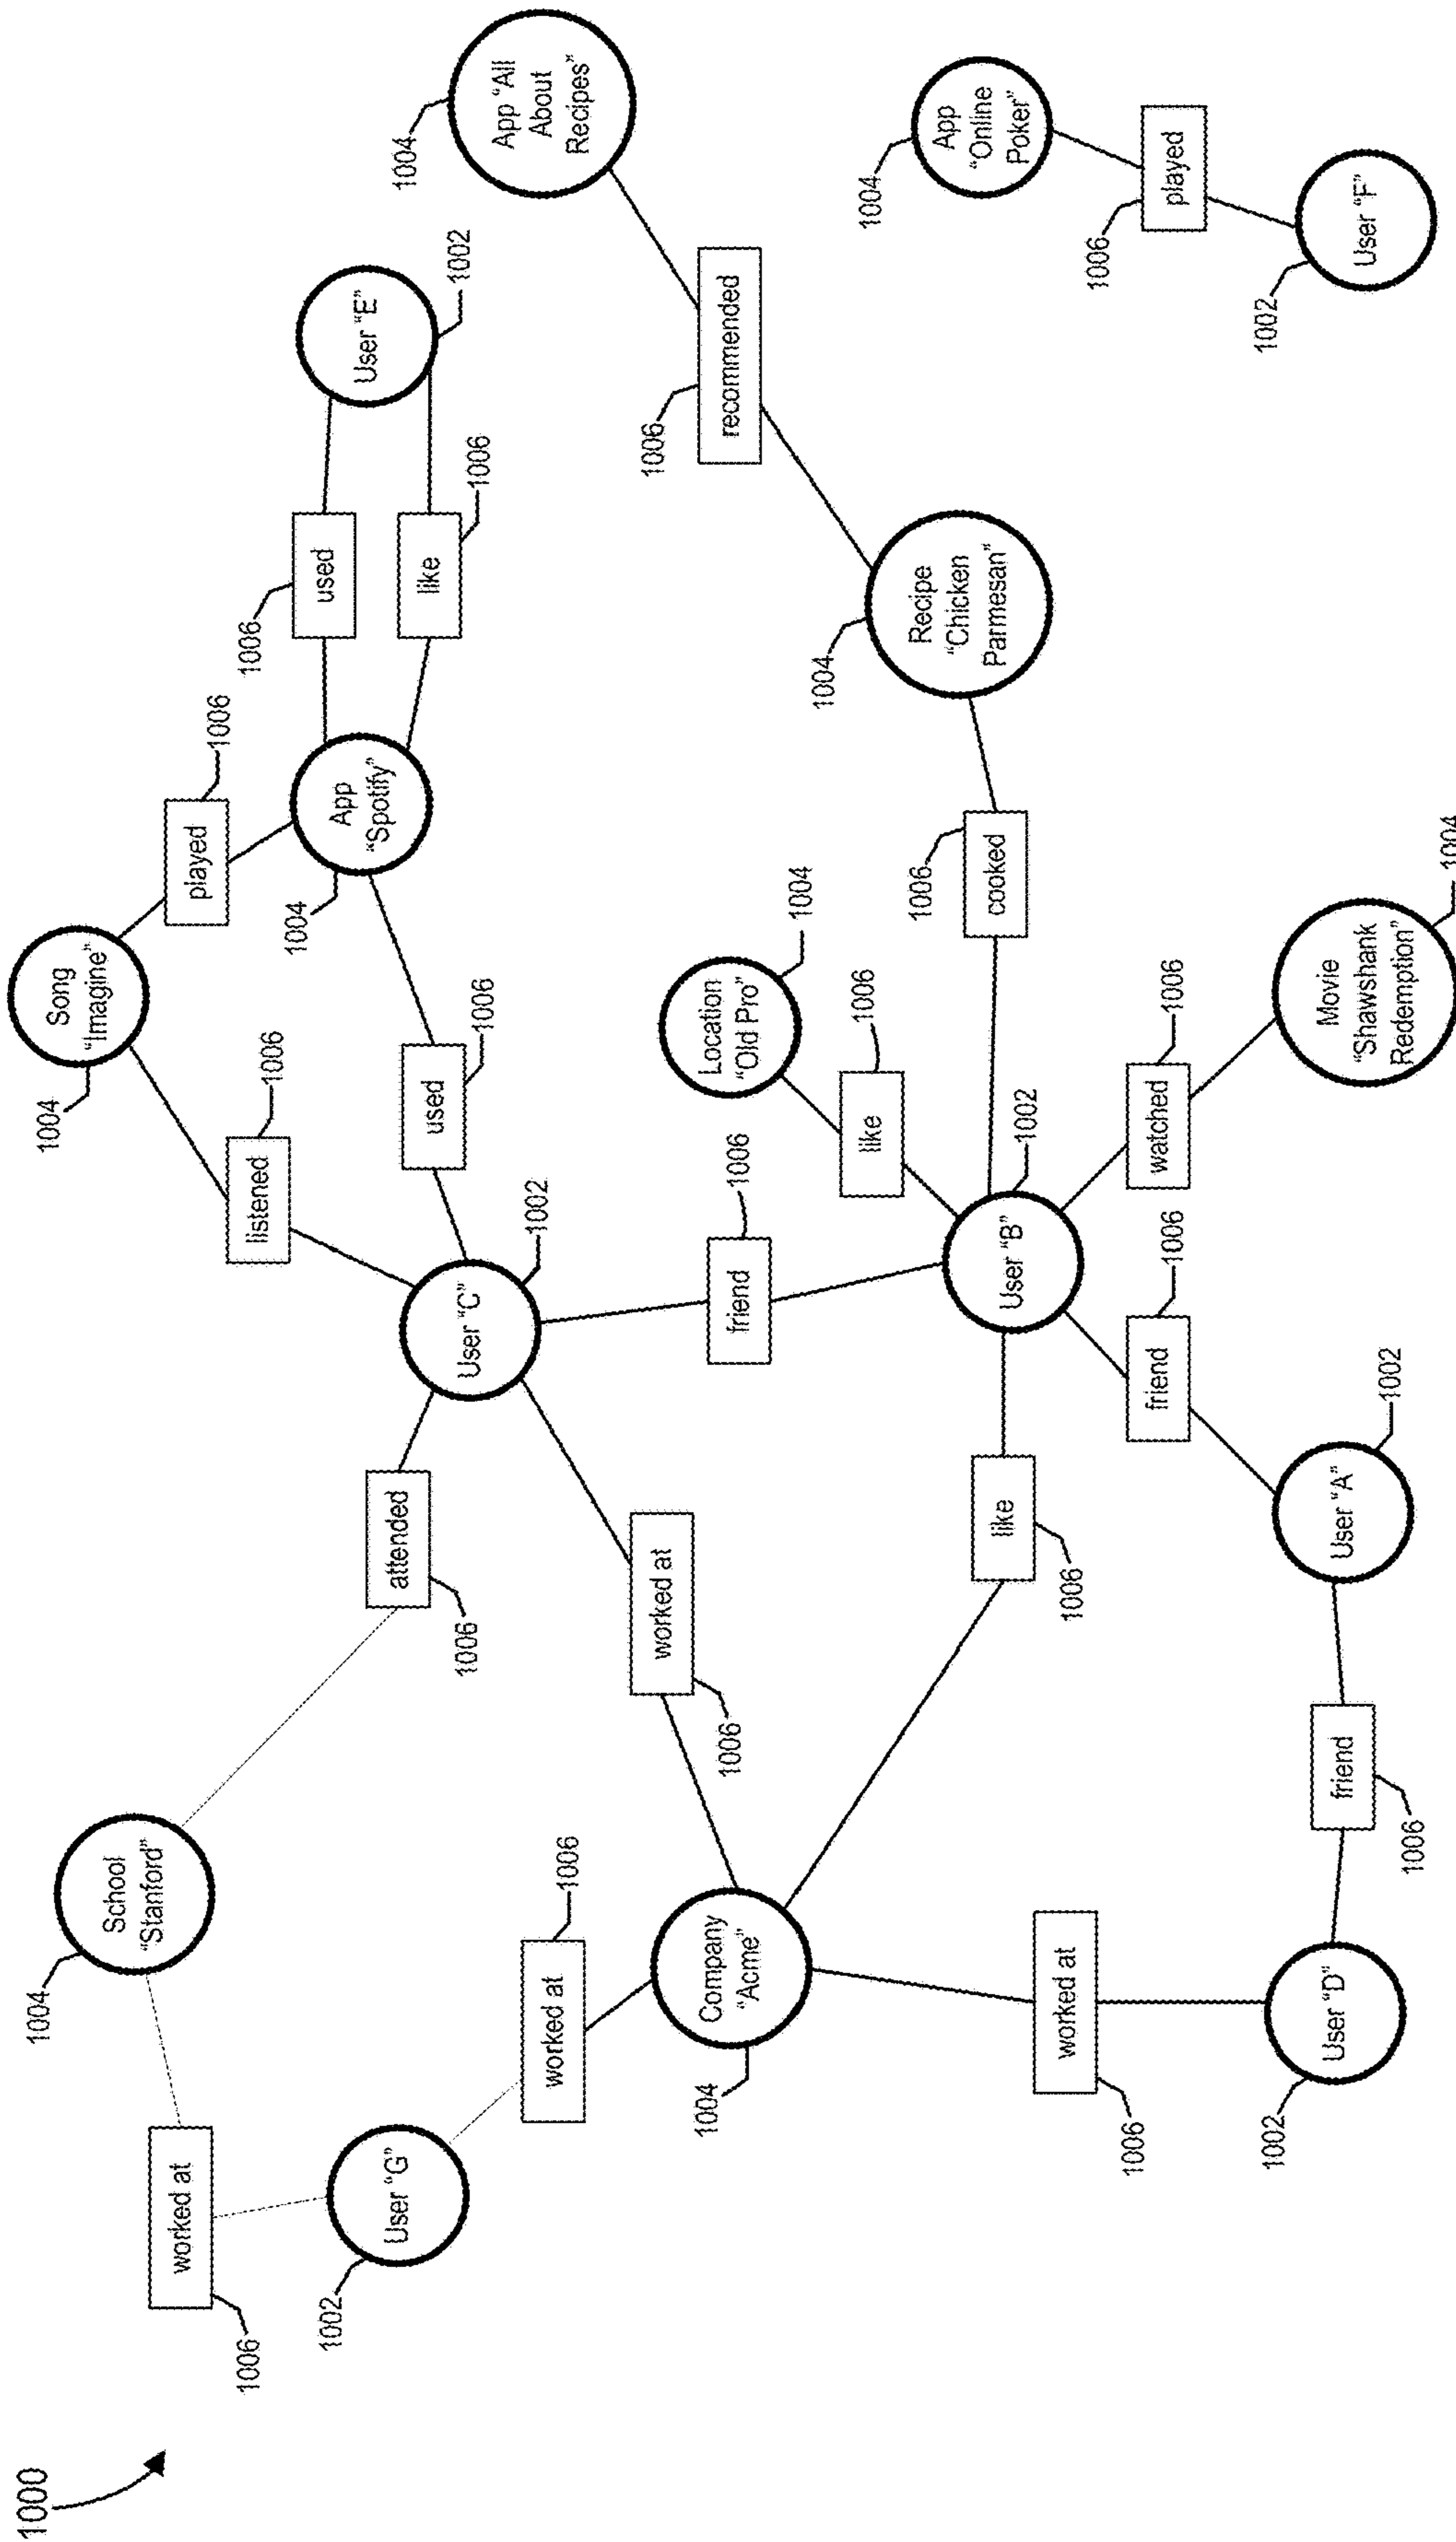 1000
1006
worked at
1004
School
"Stanford"
1004
Song
"Imagine"
1002
User "G"
1006
attended
listened
1006
played
1006
1006
worked at
1006
worked at
User "C"
1002
used
1006
1004
App
"Spotify"
1006
used
like
1006
User "E"
1002
1004
App "All
About
Recipes"
1004
Company
"Acme"
1006
friend
1006
Location
"Old Pro"
1004
like
1006
1006
recommended
1006
worked at
like
1006
User "B"
1002
1006
cooked
1004
Recipe
"Chicken
Parmesan"
1004
App
"Online
Poker"
1002
User "D"
friend
1006
User "A"
1002
friend
1006
watched
1006
Movie
"Shawshank
Redemption"
1004
1006
played
1002
User "F"